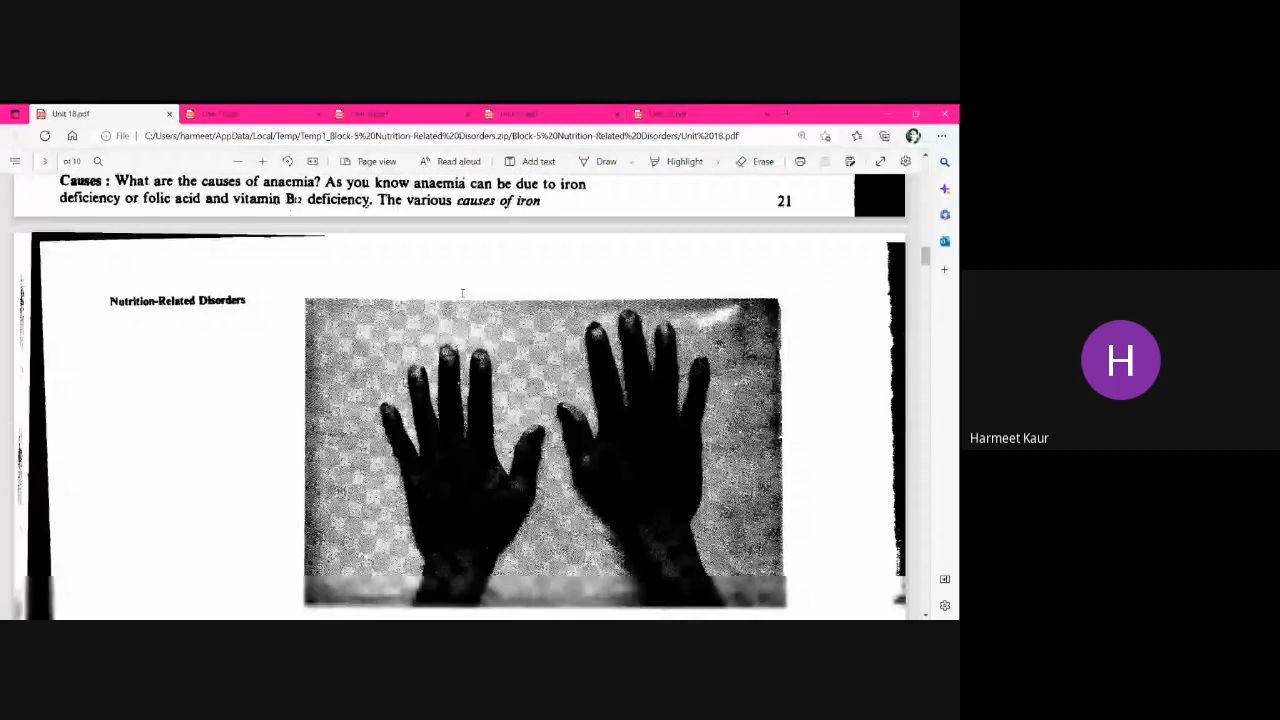 Unit 18.pdf
File
C:/Users/harmeet/AppData/Local/Temp/Temp1_Block-5%20Nutrition-Related%20Disorders.zip/Block-5%20Nutrition-Related%20Disorders/Unit%2018.pdf
3 of 10
Page view
Read aloud
Add text
Draw
Highlight
Erase
Causes : What are the causes of anaemia? As you know anaemia can be due to iron
deficiency or folic acid and vitamin B12 deficiency. The various causes of iron
21
Nutrition-Related Disorders
H
Harmeet Kaur